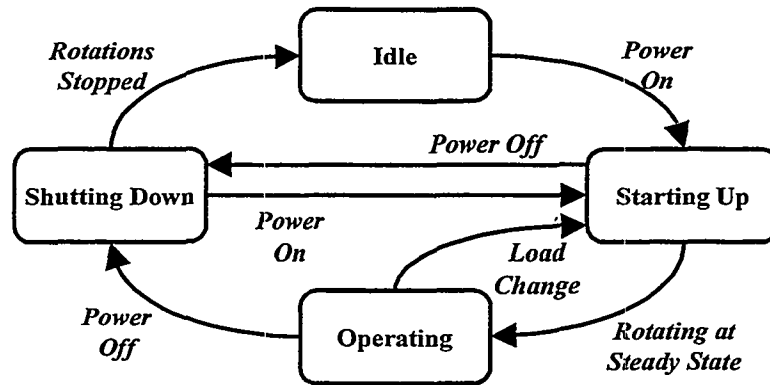 Rotations
Stopped
Idle
Power
On
Power Off
Shutting Down
Starting Up
Power
On
Load
Change
Power
Off
Operating
Rotating at
Steady State